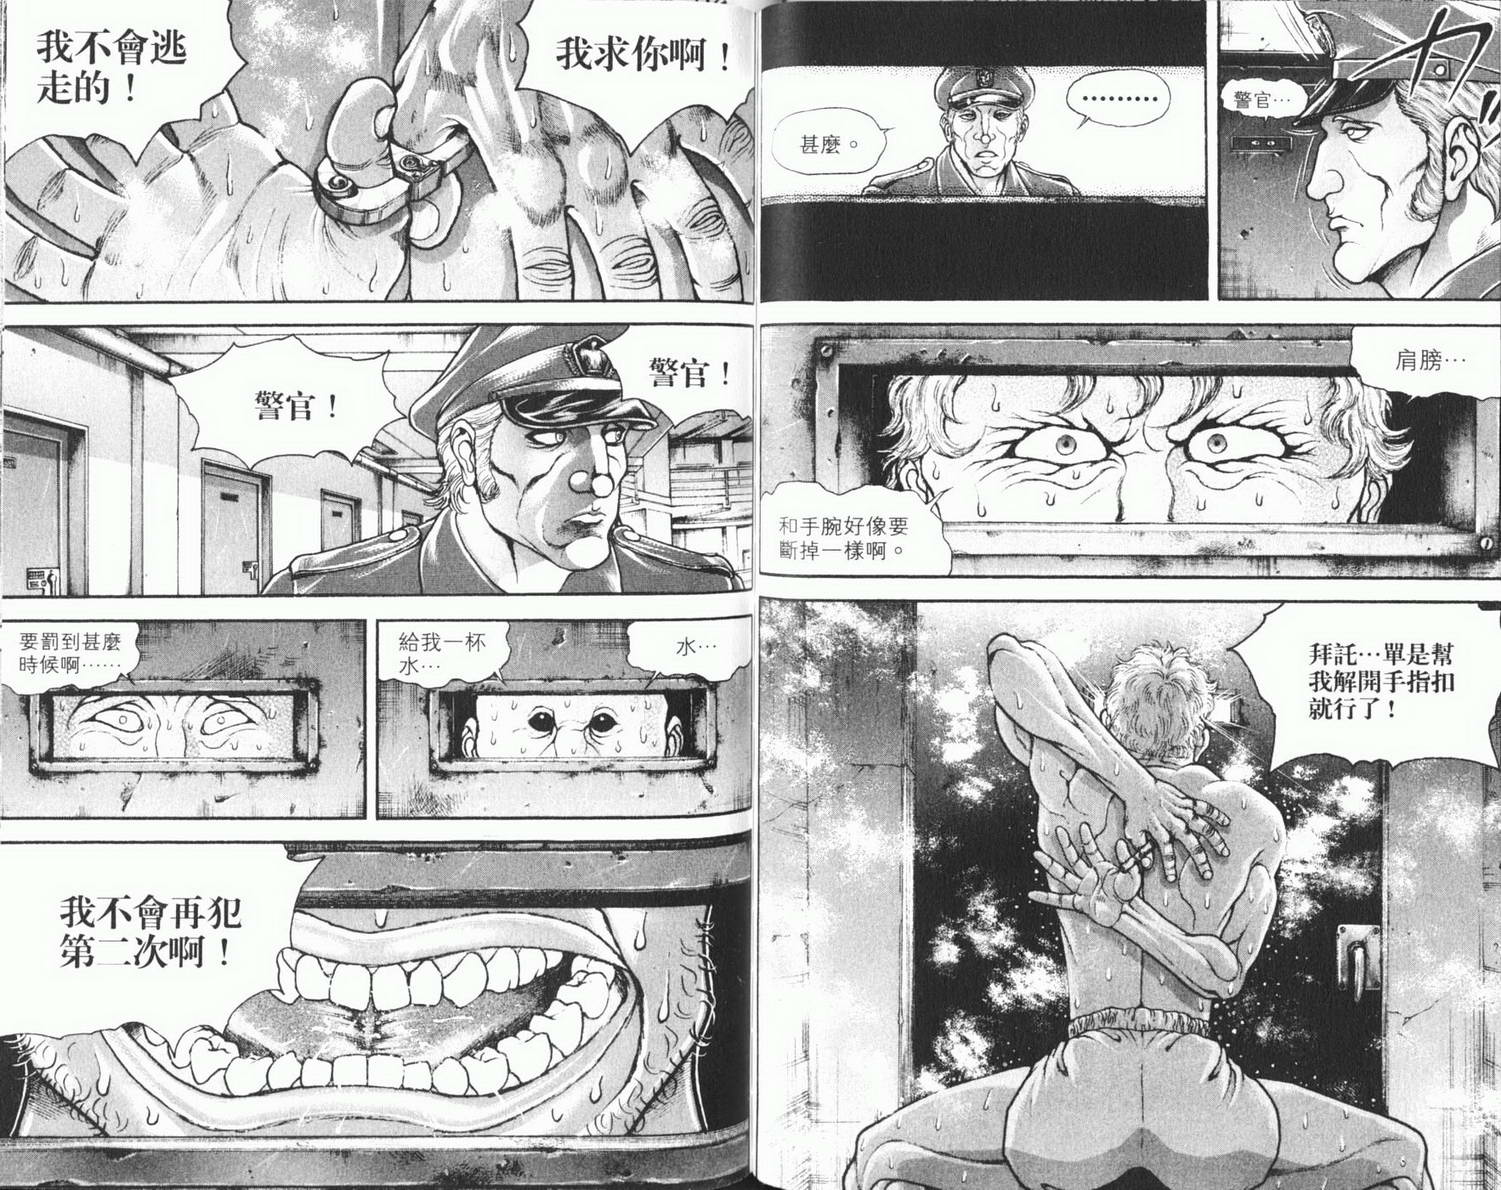 カ
警官…
………
甚麼。
肩膀…
和手腕好像要
斷掉一樣啊。
拜託…單是幫
我解開手指扣
就行了！
我求你啊！
我不會逃
走的！
警官！
警官！
水…
給我一杯
水…
要罰到甚麼
時候啊……
我不會再犯
第二次啊！